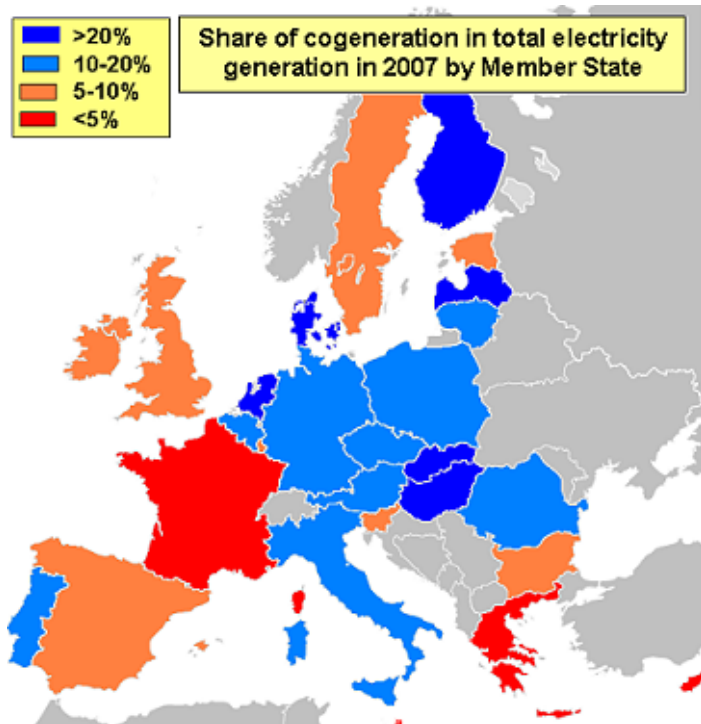 >20%
10-20%
5-10%
<5%
Share of cogeneration in total electricity
generation in 2007 by Member State